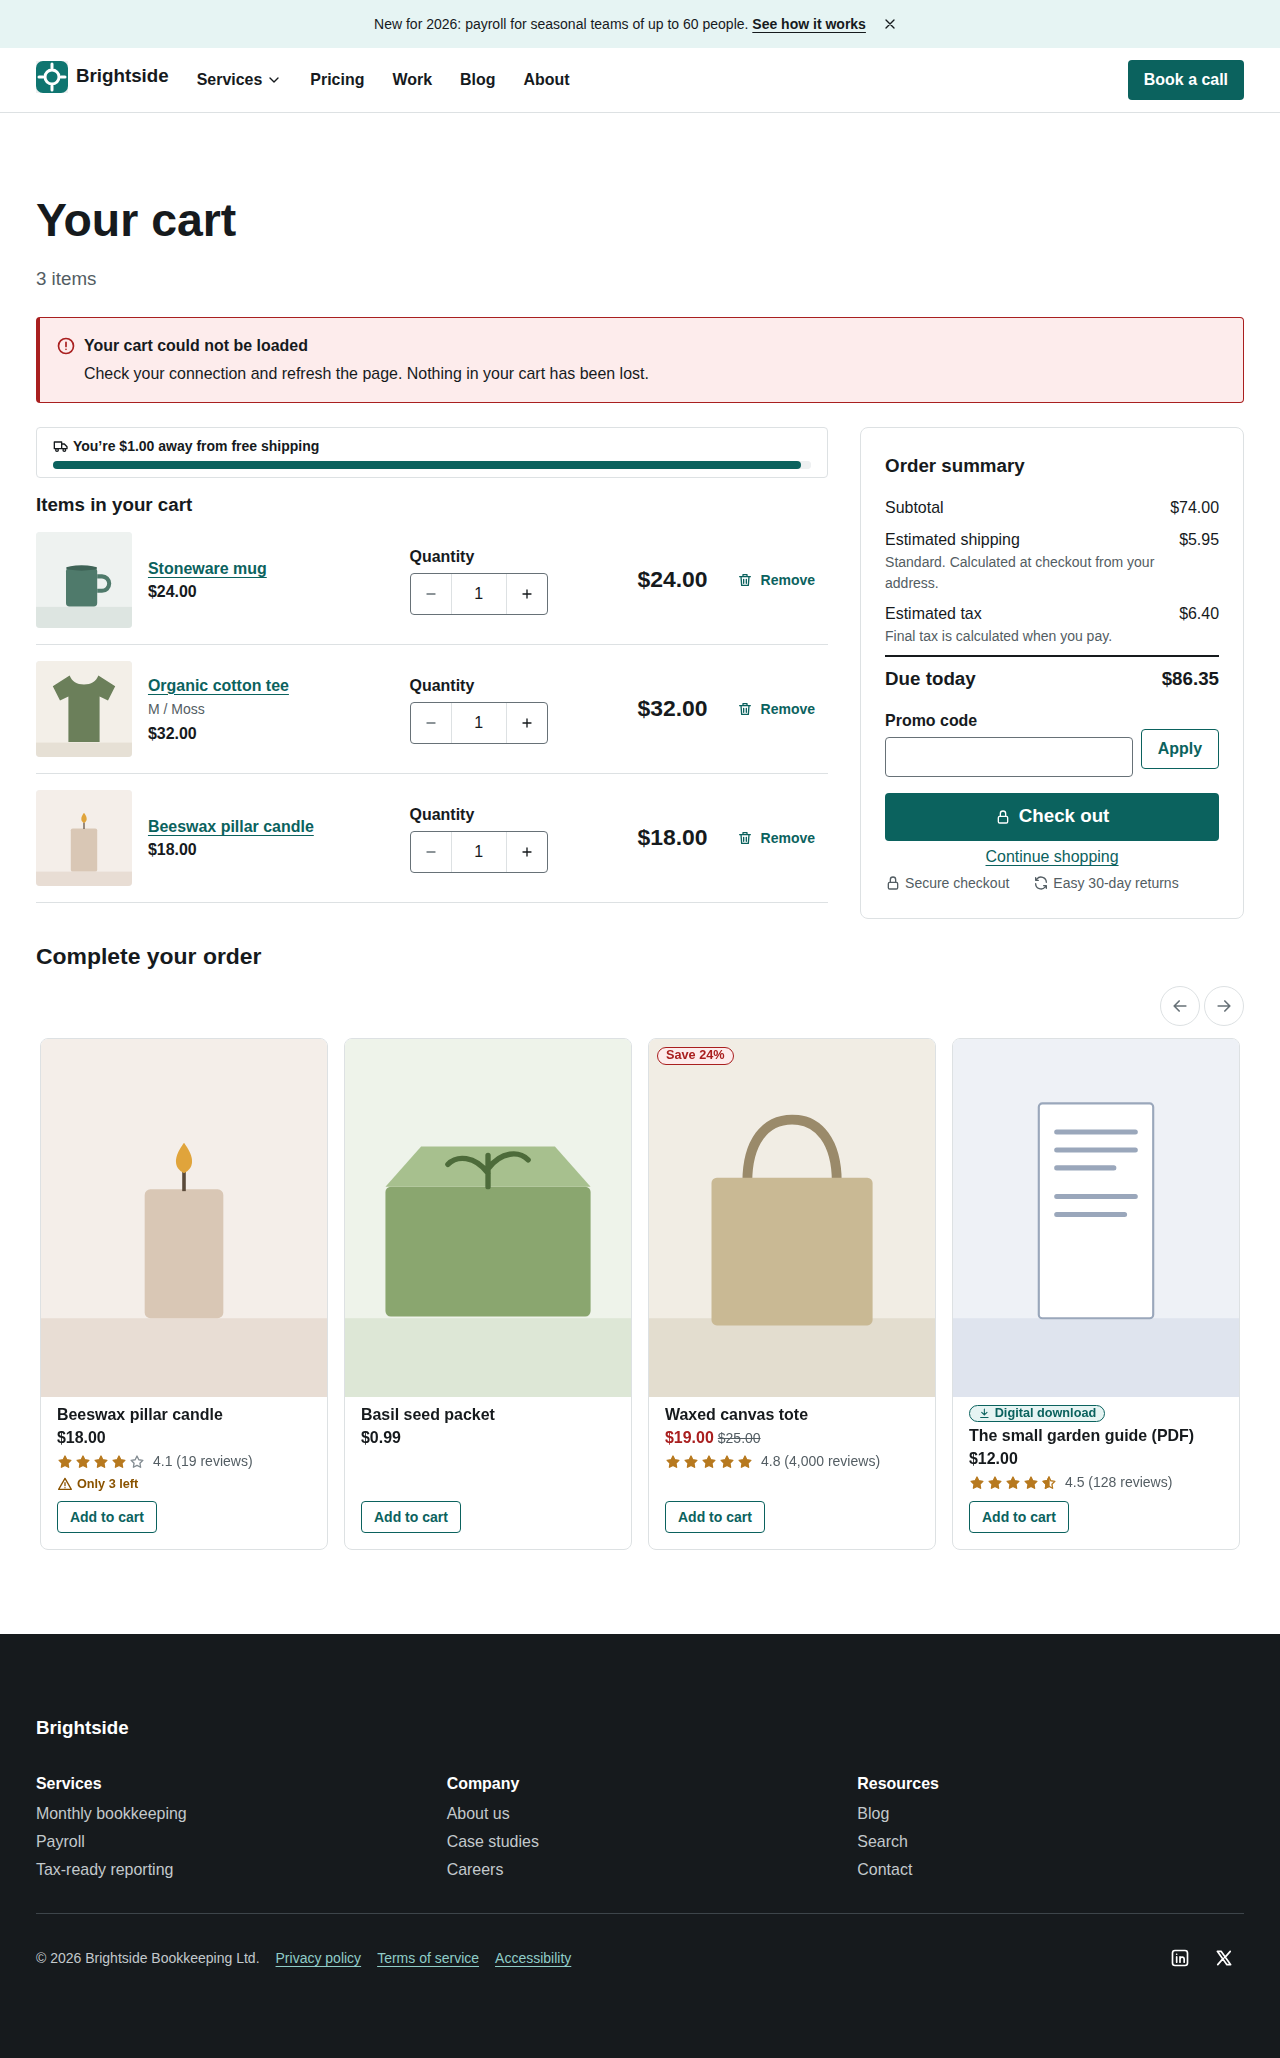 New for 2026: payroll for seasonal teams of up to 60 people. See how it works
Brightside
Services
Pricing
Work
Blog
About
Book a call
Your cart
3 items
Your cart could not be loaded
Check your connection and refresh the page. Nothing in your cart has been lost.
You’re $1.00 away from free shipping
Items in your cart
Stoneware mug
$24.00
Quantity
1
$24.00
Remove
Organic cotton tee
M / Moss
$32.00
Quantity
1
$32.00
Remove
Beeswax pillar candle
$18.00
Quantity
1
$18.00
Remove
Order summary
Subtotal $74.00
Estimated shipping $5.95
Standard. Calculated at checkout from your
address.
Estimated tax $6.40
Final tax is calculated when you pay.
Due today $86.35
Promo code
Apply
Check out
Continue shopping
Secure checkout
Easy 30-day returns
Complete your order
Beeswax pillar candle
$18.00
4.1 (19 reviews)
Only 3 left
Add to cart
Basil seed packet
$0.99
Add to cart
Save 24%
Waxed canvas tote
$19.00 $25.00
4.8 (4,000 reviews)
Add to cart
Digital download
The small garden guide (PDF)
$12.00
4.5 (128 reviews)
Add to cart
Brightside
Services
Monthly bookkeeping
Payroll
Tax-ready reporting
Company
About us
Case studies
Careers
Resources
Blog
Search
Contact
© 2026 Brightside Bookkeeping Ltd.
Privacy policy
Terms of service
Accessibility